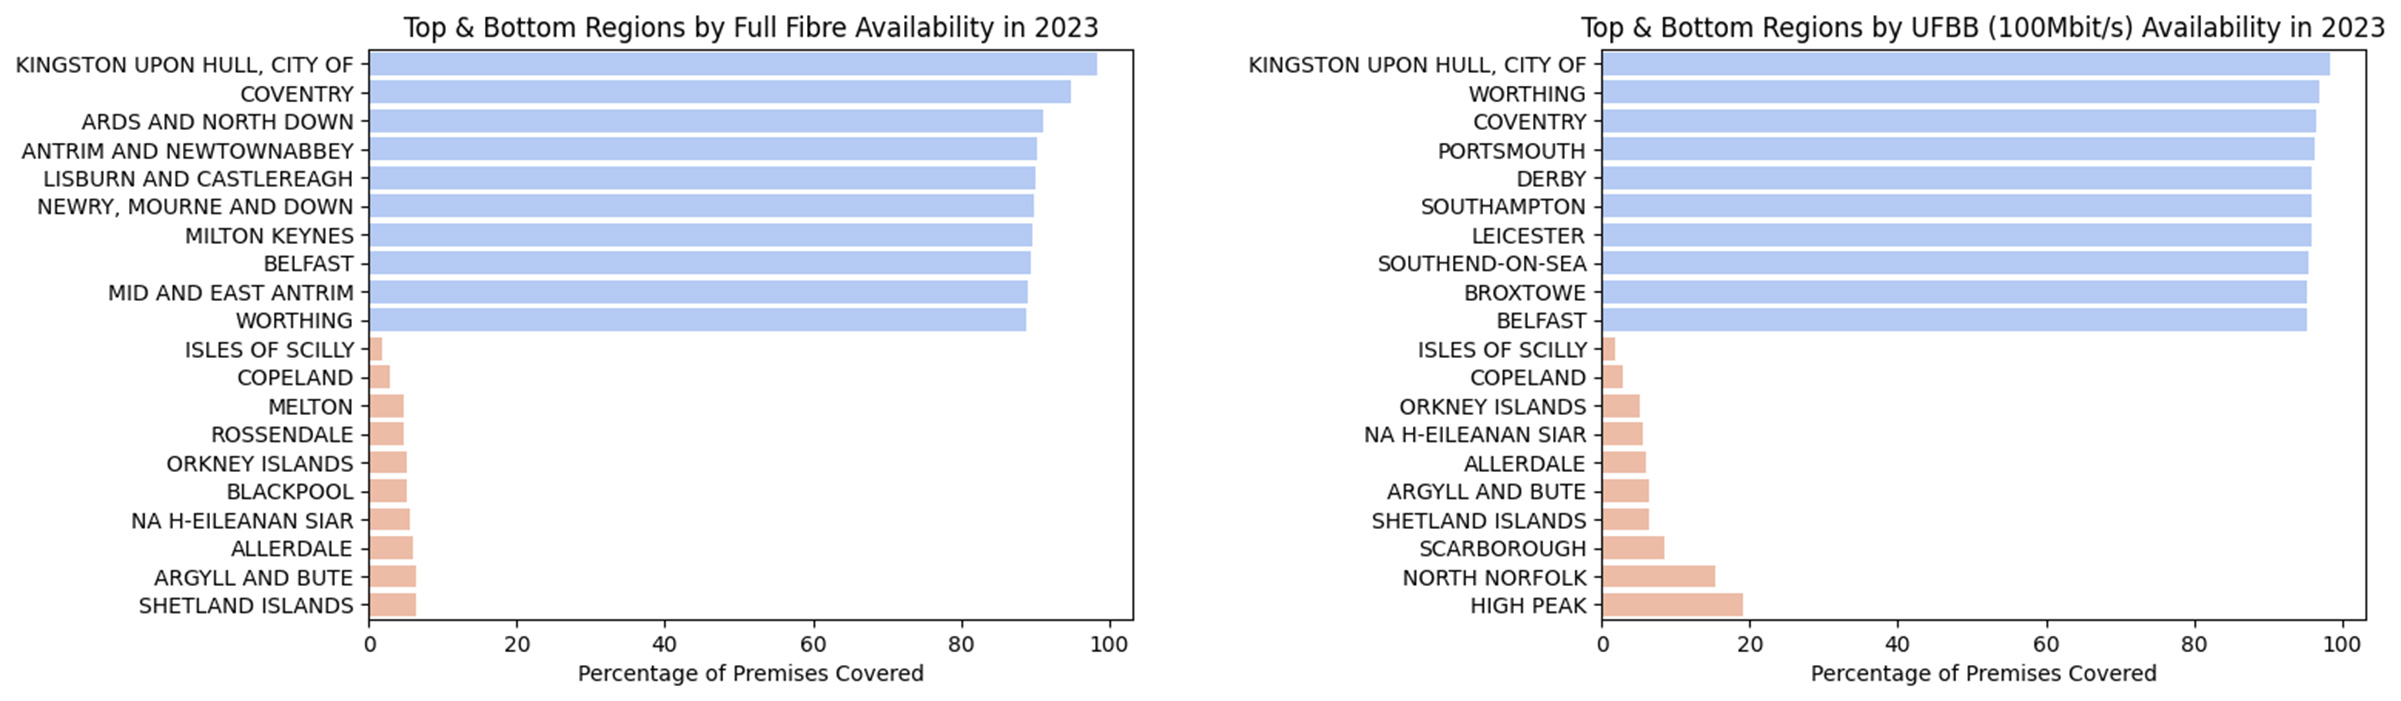 Top & Bottom Regions by Full Fibre Availability in 2023
KINGSTON UPON HULL, CITY OF
COVENTRY
ARDS AND NORTH DOWN
ANTRIM AND NEWTOWNABBEY
LISBURN AND CASTLEREAGH
NEWRY, MOURNE AND DOWN
MILTON KEYNES
BELFAST
MID AND EAST ANTRIM
WORTHING
ISLES OF SCILLY
COPELAND
MELTON
ROSSENDALE
ORKNEY ISLANDS
BLACKPOOL
NA H-EILEANAN SIAR
ALLERDALE
ARGYLL AND BUTE
SHETLAND ISLANDS
0 20 40 60 80 100
Percentage of Premises Covered
Top & Bottom Regions by UFBB (100Mbit/s) Availability in 2023
KINGSTON UPON HULL, CITY OF
WORTHING
COVENTRY
PORTSMOUTH
DERBY
SOUTHAMPTON
LEICESTER
SOUTHEND-ON-SEA
BROXTOWE
BELFAST
ISLES OF SCILLY
COPELAND
ORKNEY ISLANDS
NA H-EILEANAN SIAR
ALLERDALE
ARGYLL AND BUTE
SHETLAND ISLANDS
SCARBOROUGH
NORTH NORFOLK
HIGH PEAK
0 20 40 60 80 100
Percentage of Premises Covered